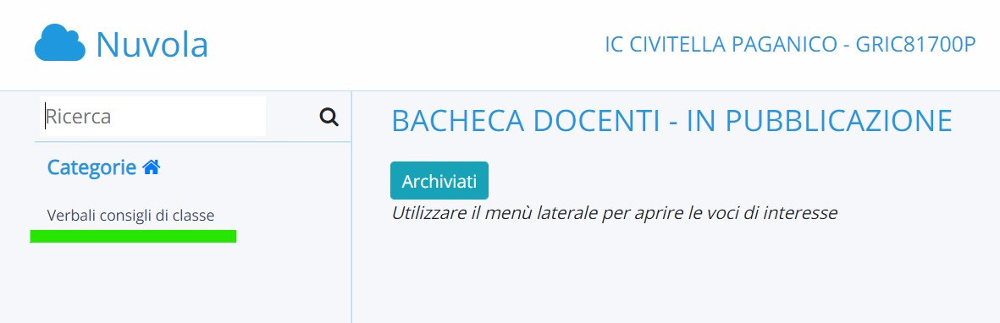 Nuvola
IC CIVITELLA PAGANICO - GRIC81700P
Ricerca
Categorie
Verbali consigli di classe
BACHECA DOCENTI - IN PUBBLICAZIONE
Archiviati
Utilizzare il menù laterale per aprire le voci di interesse